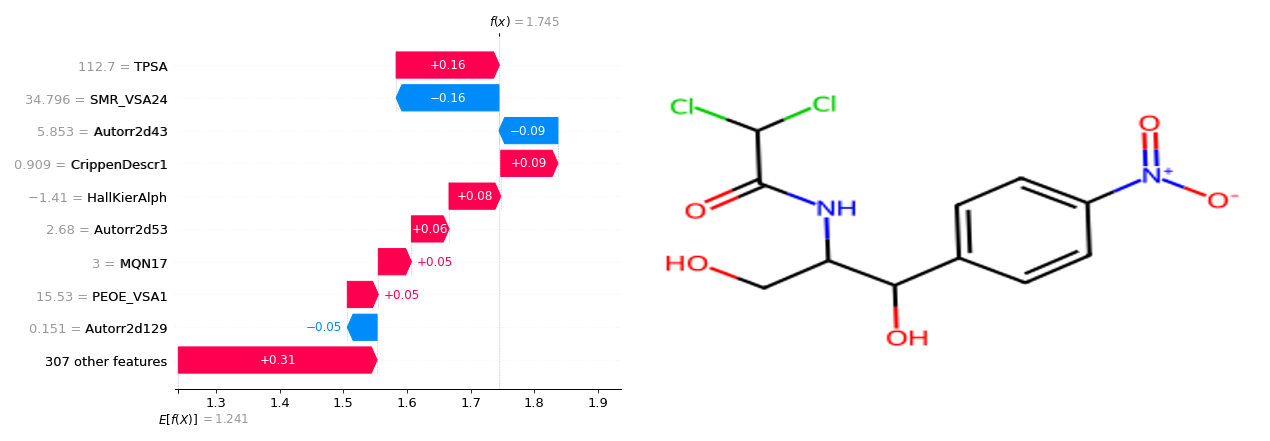 f(x) = 1.745
112.7 = TPSA
+0.16
34.796 = SMR_VSA24
−0.16
5.853 = Autorr2d43
−0.09
0.909 = CrippenDescr1
+0.09
−1.41 = HallKierAlph
+0.08
2.68 = Autorr2d53
+0.06
3 = MQN17
+0.05
15.53 = PEOE_VSA1
+0.05
0.151 = Autorr2d129
−0.05
307 other features
+0.31
1.3 1.4 1.5 1.6 1.7 1.8 1.9
E[f(X)] = 1.241
Cl
Cl
O
NH
HO
OH
O
N+
O-